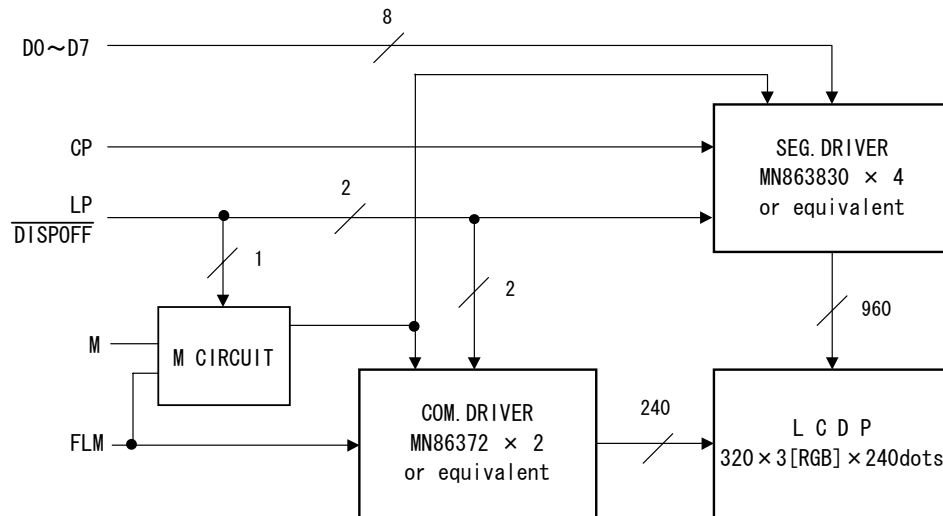 8
D0～D7
CP
SEG.DRIVER
MN863830 × 4
or equivalent
LP
DISPOFF
2
1
2
960
M
M CIRCUIT
FLM
COM.DRIVER
MN86372 × 2
or equivalent
240
L C D P
320×3[RGB]×240dots